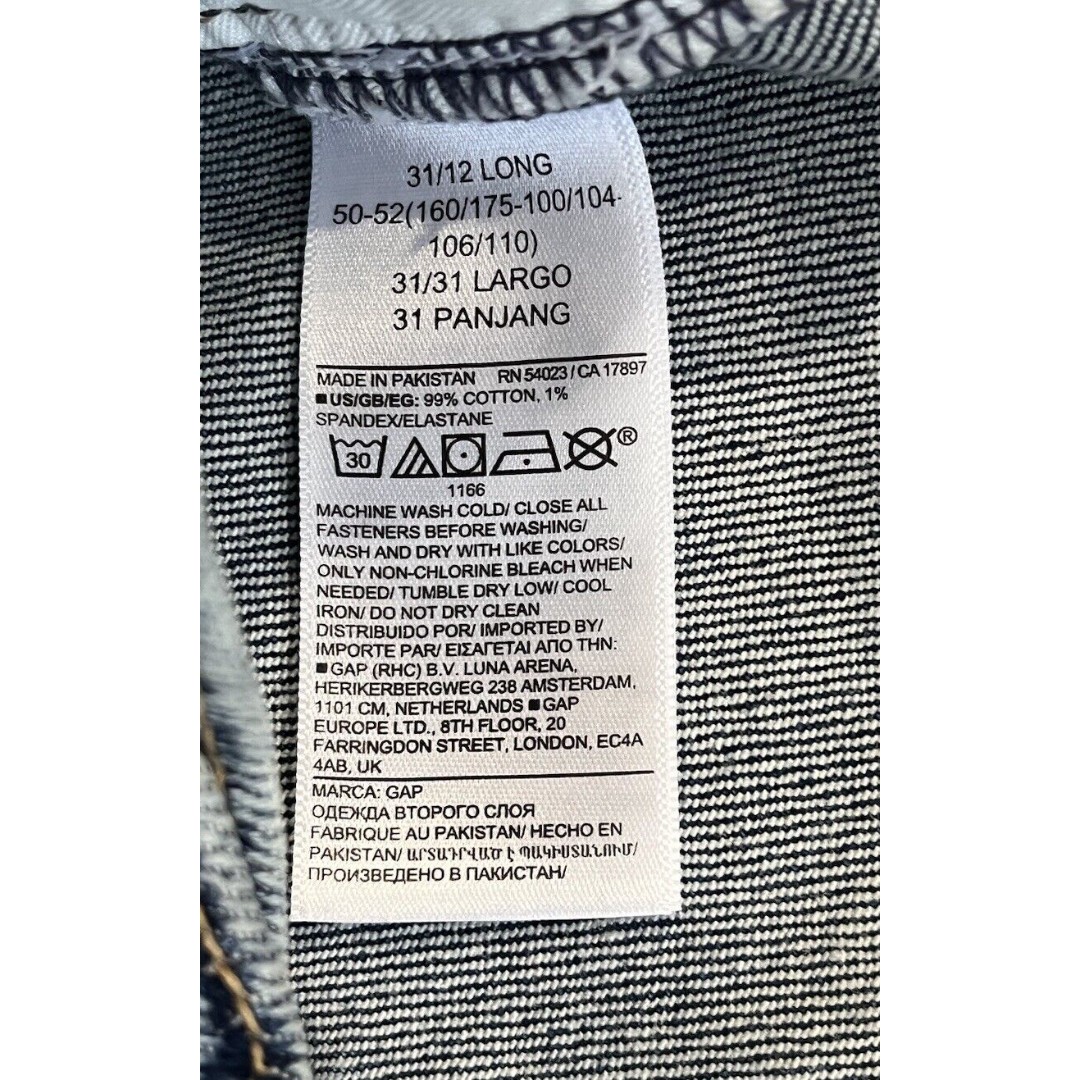 31/12 LONG
50-52(160/175-100/104-
106/110)
31/31 LARGO
31 PANJANG
MADE IN PAKISTAN RN 54023 / CA 17897
■US/GB/EG: 99% COTTON, 1%
SPANDEX/ELASTANE
30 ®
1166
MACHINE WASH COLD/ CLOSE ALL
FASTENERS BEFORE WASHING/
WASH AND DRY WITH LIKE COLORS/
ONLY NON-CHLORINE BLEACH WHEN
NEEDED/ TUMBLE DRY LOW/ COOL
IRON/ DO NOT DRY CLEAN
DISTRIBUIDO POR/ IMPORTED BY/
IMPORTE PAR/ ΕΙΣΑΓΕΤΑΙ ΑΠΟ ΤΗΝ:
■GAP (RHC) B.V. LUNA ARENA,
HERIKERBERGWEG 238 AMSTERDAM,
1101 CM, NETHERLANDS ■GAP
EUROPE LTD., 8TH FLOOR, 20
FARRINGDON STREET, LONDON, EC4A
4AB, UK
MARCA: GAP
ОДЕЖДА ВТОРОГО СЛОЯ
FABRIQUE AU PAKISTAN/ HECHO EN
PAKISTAN/ ԱՐՏԱԴՐՎԱԾ Է ՊԱԿԻՍՏԱՆՈՒՄ/
ПРОИЗВЕДЕНО В ПАКИСТАН/